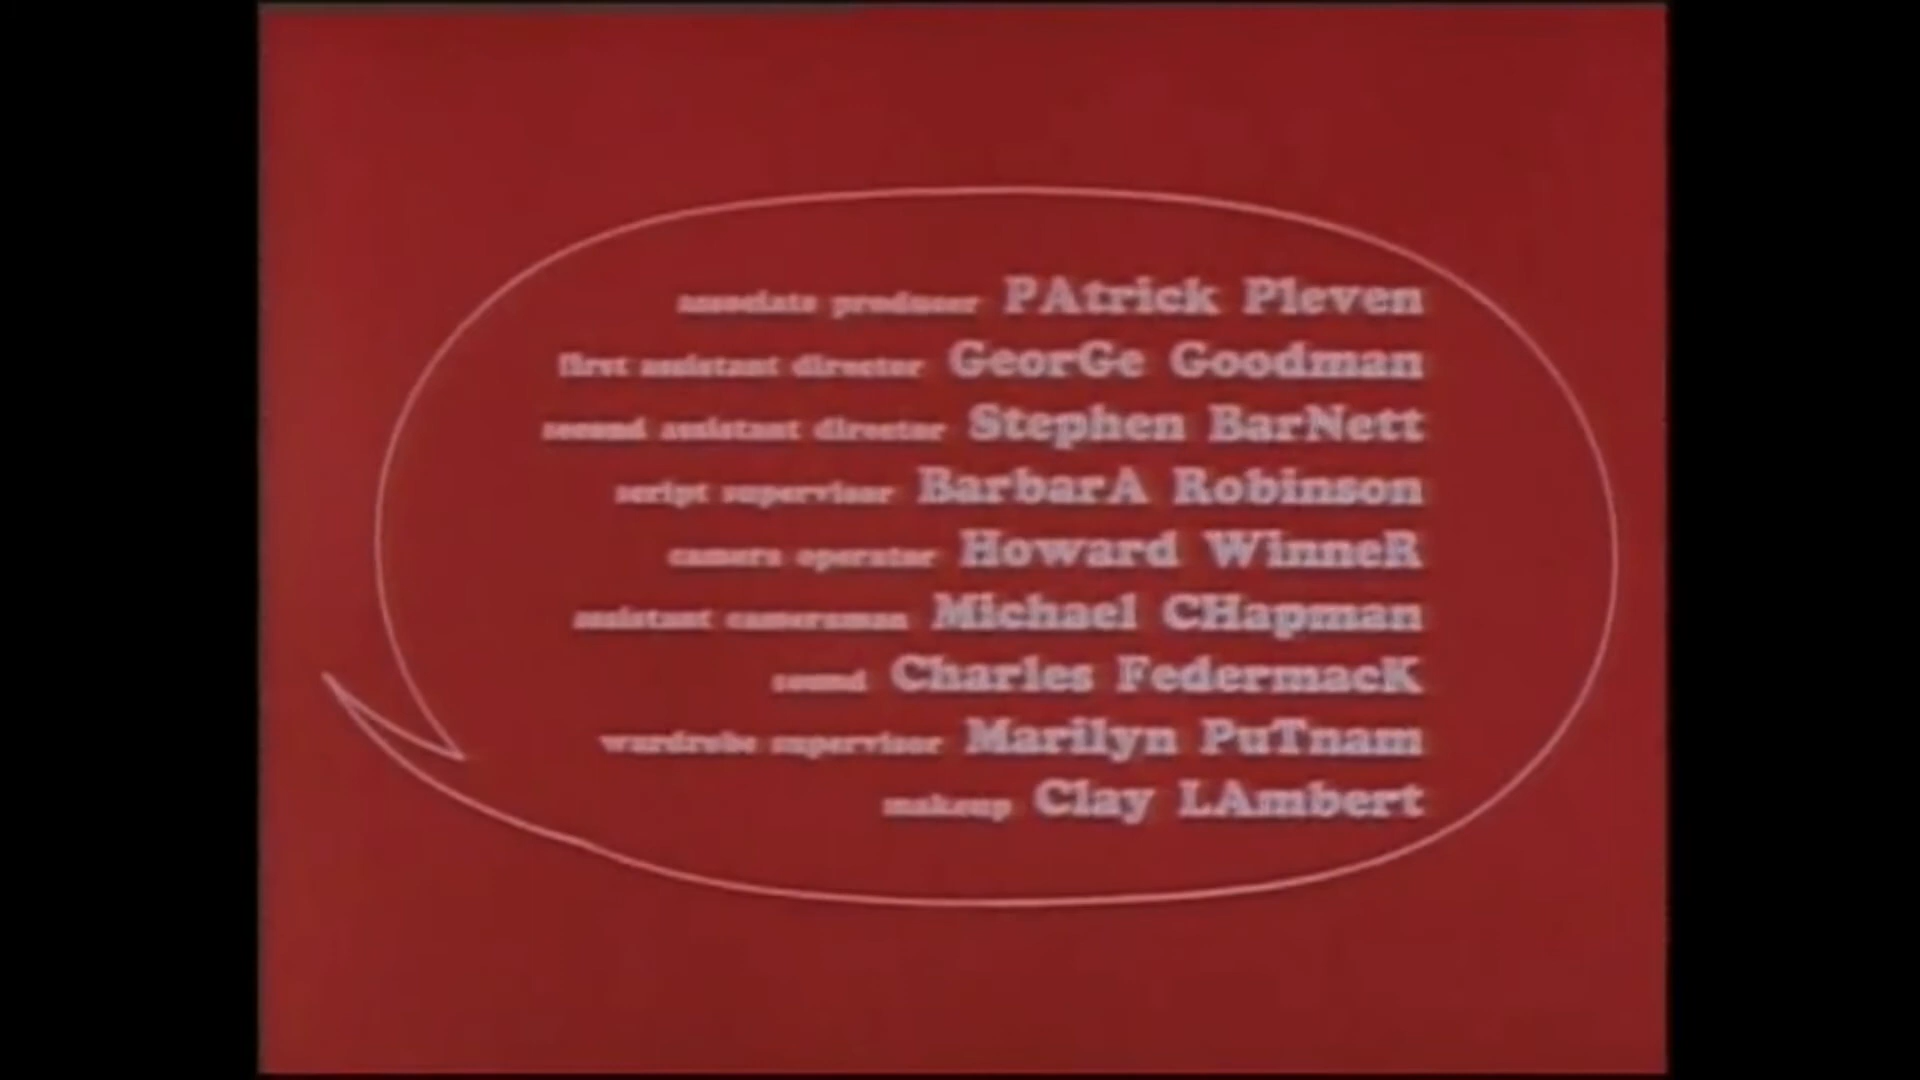 associate producer PAtrick Pleven
first assistant director GeorGe Goodman
second assistant director Stephen BarNett
script supervisor BarbarA Robinson
camera operator Howard WinneR
assistant cameraman Michael CHapman
sound Charles FedermacK
wardrobe supervisor Marilyn PuTnam
makeup Clay LAmbert